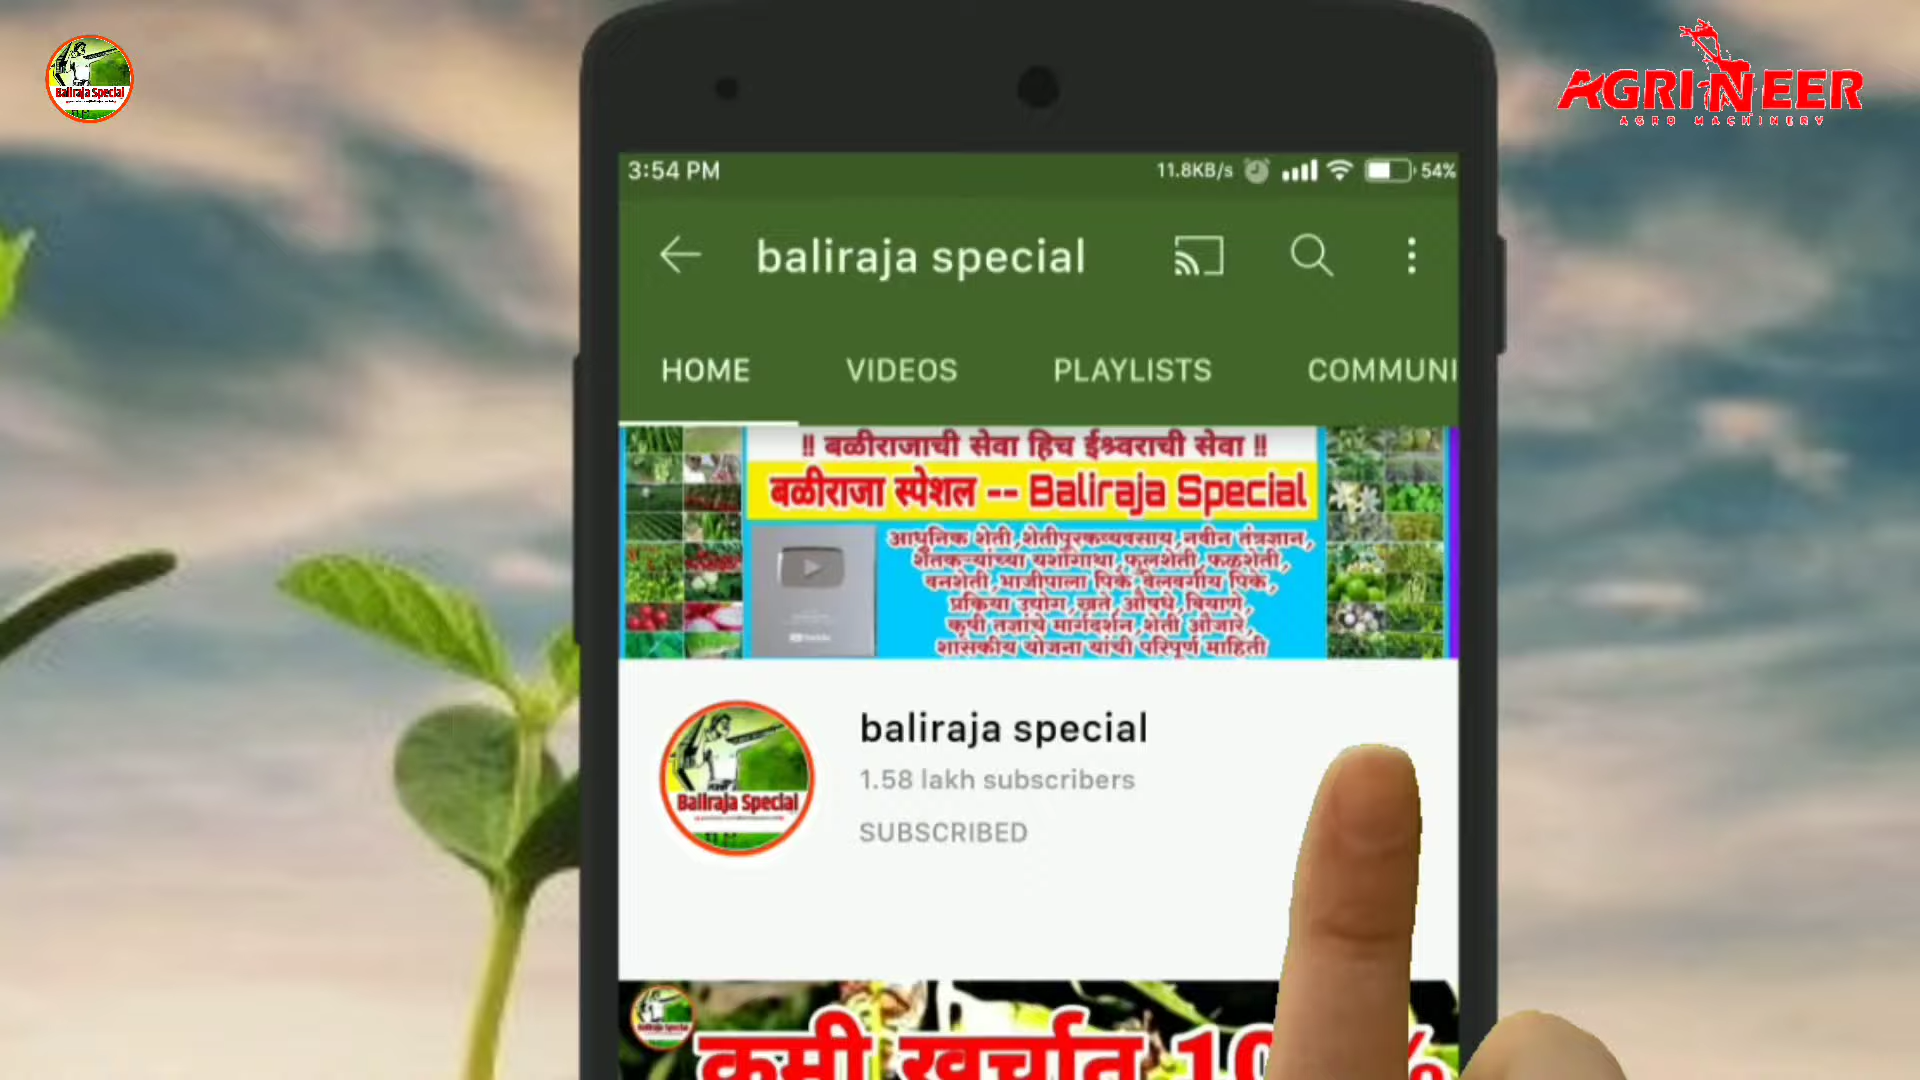 Baliraja Special
AGRINEER
AGRO MACHINERY
3:54 PM
11.8KB/s
54%
baliraja special
HOME
VIDEOS
PLAYLISTS
COMMUNI
!! बळीराजाची सेवा हिच ईश्वराची सेवा !!
बळीराजा स्पेशल -- Baliraja Special
आधुनिक शेती,शेतीपूरकव्यवसाय,नवीन तंत्रज्ञान,
शेतकऱ्यांच्या यशोगाथा,फूलशेती,फळशेती,
वनशेती,भाजीपाला पिके,वेलवर्गीय पिके,
प्रक्रिया उद्योग,खते,औषधे,बियाणे,
कृषी तज्ञांचे मार्गदर्शन,शेती औजारे,
शासकीय योजना यांची परिपूर्ण माहिती
baliraja special
1.58 lakh subscribers
SUBSCRIBED
Baliraja Special
Baliraja Special
कमी खर्चात 10 %